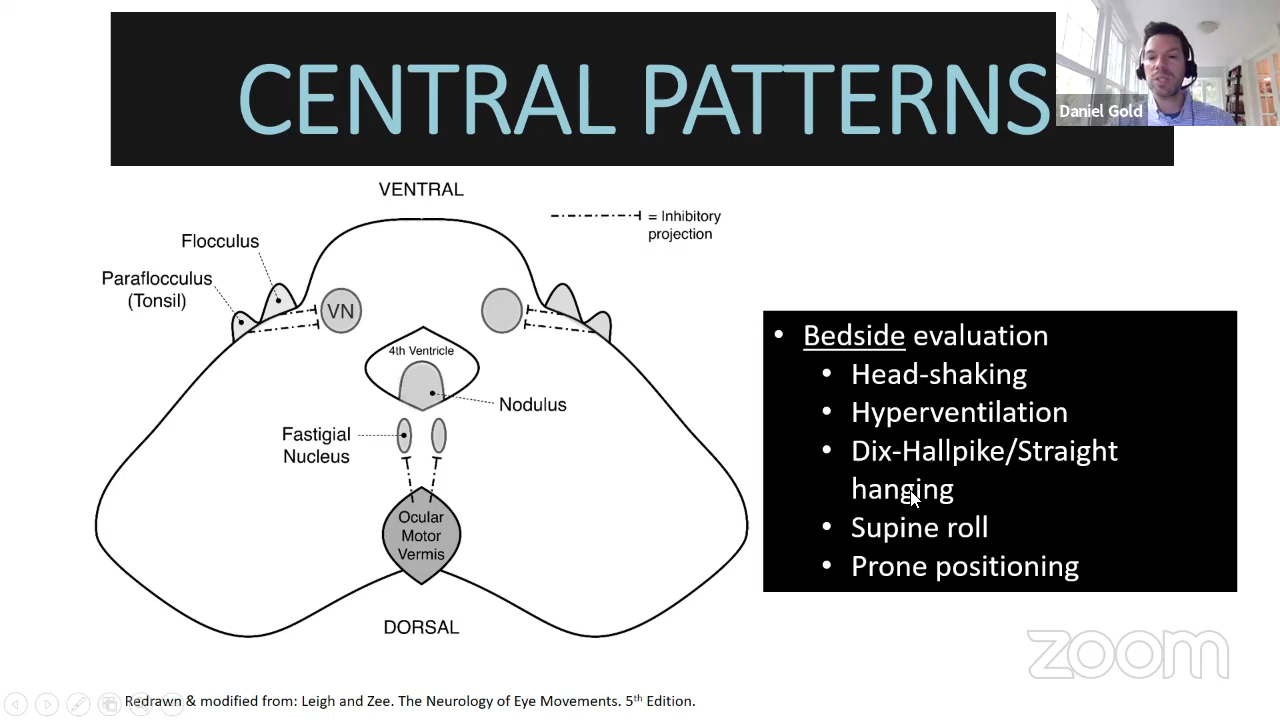 CENTRAL PATTERNS
Daniel Gold
VENTRAL
= Inhibitory
projection
Flocculus
Paraflocculus
(Tonsil)
VN
4th Ventricle
Nodulus
Fastigial
Nucleus
Ocular
Motor
Vermis
DORSAL
• Bedside evaluation
• Head-shaking
• Hyperventilation
• Dix-Hallpike/Straight
hanging
• Supine roll
• Prone positioning
zoom
Redrawn & modified from: Leigh and Zee. The Neurology of Eye Movements. 5th Edition.